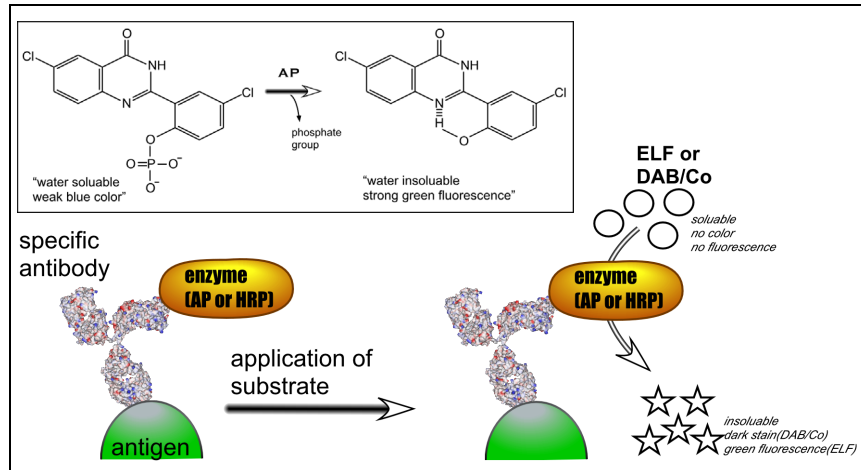 O
Cl
NH
N
Cl
O
O=P—O⁻
O⁻
"water soluable
weak blue color"
AP
phosphate
group
O
Cl
NH
N
H
O
Cl
"water insoluable
strong green fluorescence"
ELF or
DAB/Co
soluable
no color
no fluorescence
specific
antibody
enzyme
(AP or HRP)
antigen
application of
substrate
enzyme
(AP or HRP)
insoluable
dark stain(DAB/Co)
green fluorescence(ELF)